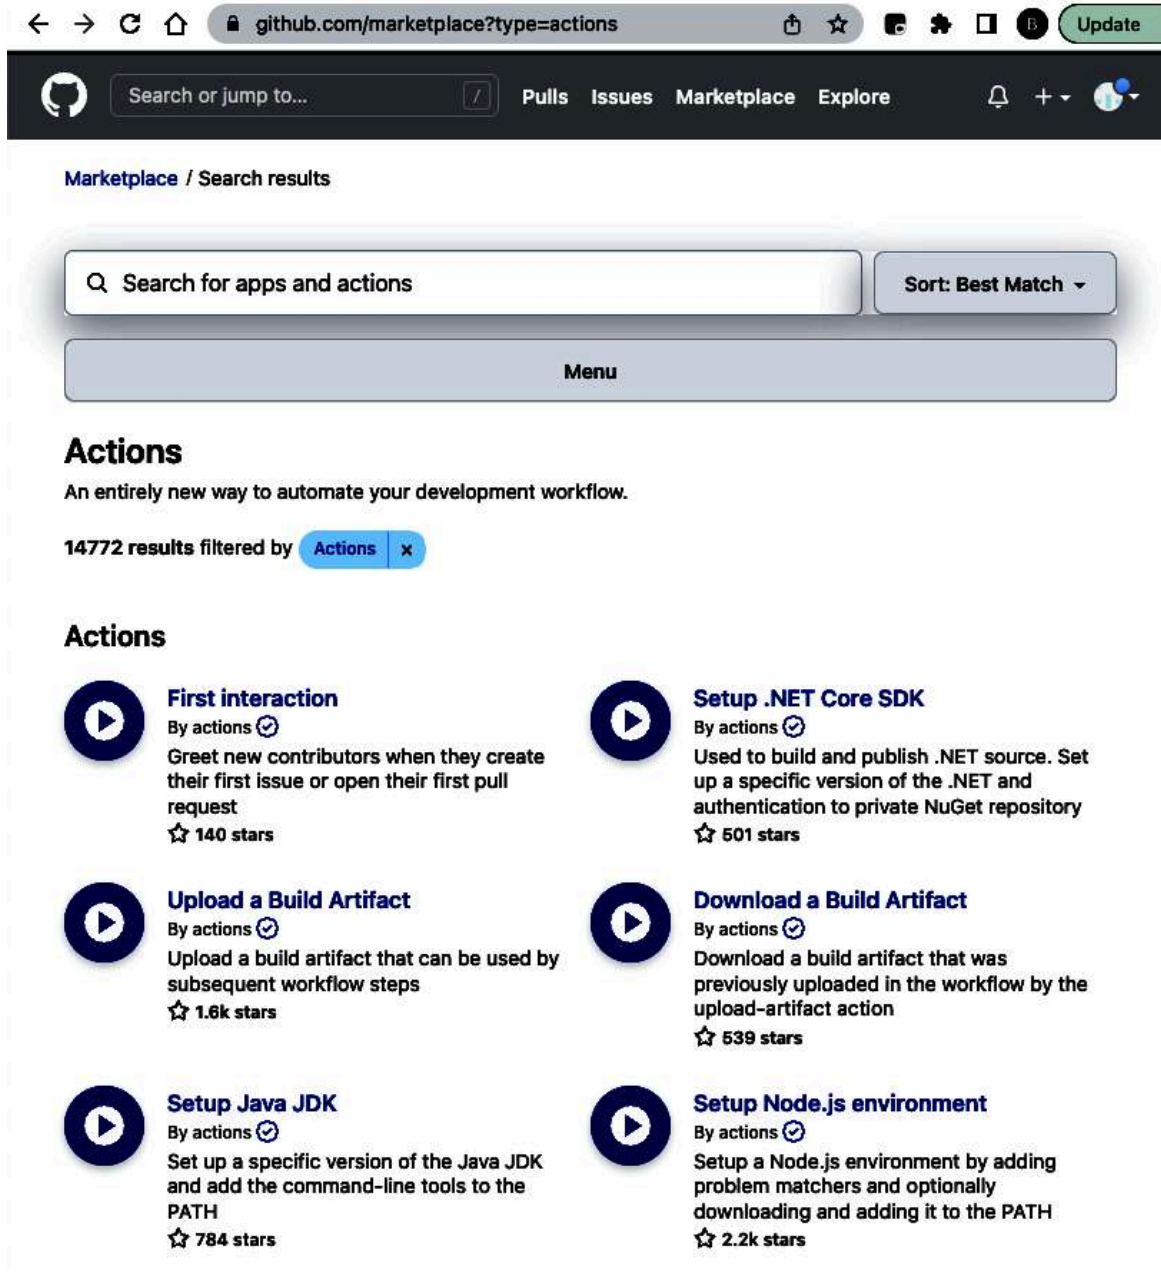 github.com/marketplace?type=actions
B
Update
Search or jump to...
/
Pulls Issues Marketplace Explore
Marketplace / Search results
Search for apps and actions
Sort: Best Match
Menu
Actions
An entirely new way to automate your development workflow.
14772 results filtered by Actions ×
Actions
First interaction
By actions
Greet new contributors when they create
their first issue or open their first pull
request
140 stars
Setup .NET Core SDK
By actions
Used to build and publish .NET source. Set
up a specific version of the .NET and
authentication to private NuGet repository
501 stars
Upload a Build Artifact
By actions
Upload a build artifact that can be used by
subsequent workflow steps
1.6k stars
Download a Build Artifact
By actions
Download a build artifact that was
previously uploaded in the workflow by the
upload-artifact action
539 stars
Setup Java JDK
By actions
Set up a specific version of the Java JDK
and add the command-line tools to the
PATH
784 stars
Setup Node.js environment
By actions
Setup a Node.js environment by adding
problem matchers and optionally
downloading and adding it to the PATH
2.2k stars